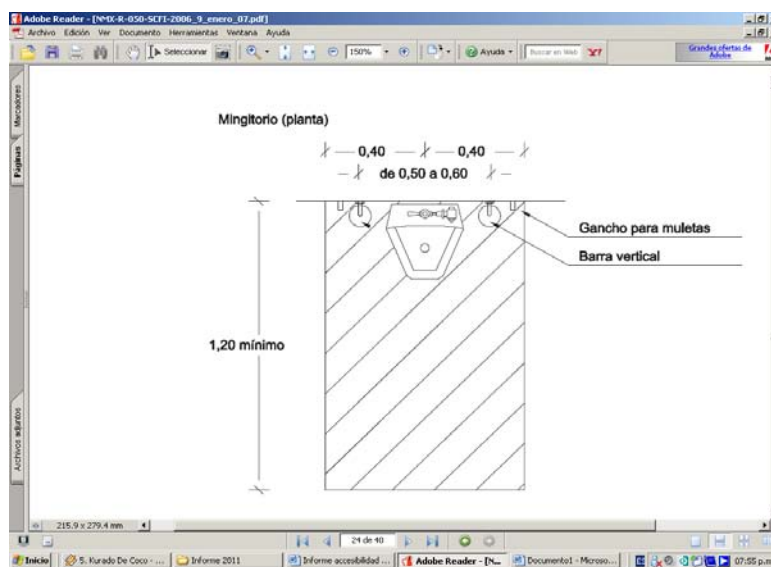 Adobe Reader - [NMX-R-050-SCFI-2006_9_enero_07.pdf]
Archivo Edición Ver Documento Herramientas Ventana Ayuda
Seleccionar 150% Ayuda Buscar en Web Y! Grandes ofertas de Adobe
Marcadores
Páginas
Archivos adjuntos
Mingitorio (planta)
0,40 0,40
de 0,50 a 0,60
Gancho para muletas
Barra vertical
1,20 mínimo
215.9 x 279.4 mm
24 de 40
Inicio 5. Kurado De Coco - ... Informe 2011 Informe accesibilidad ... Adobe Reader - [N... Documento1 - Microso... 07:55 p.m.